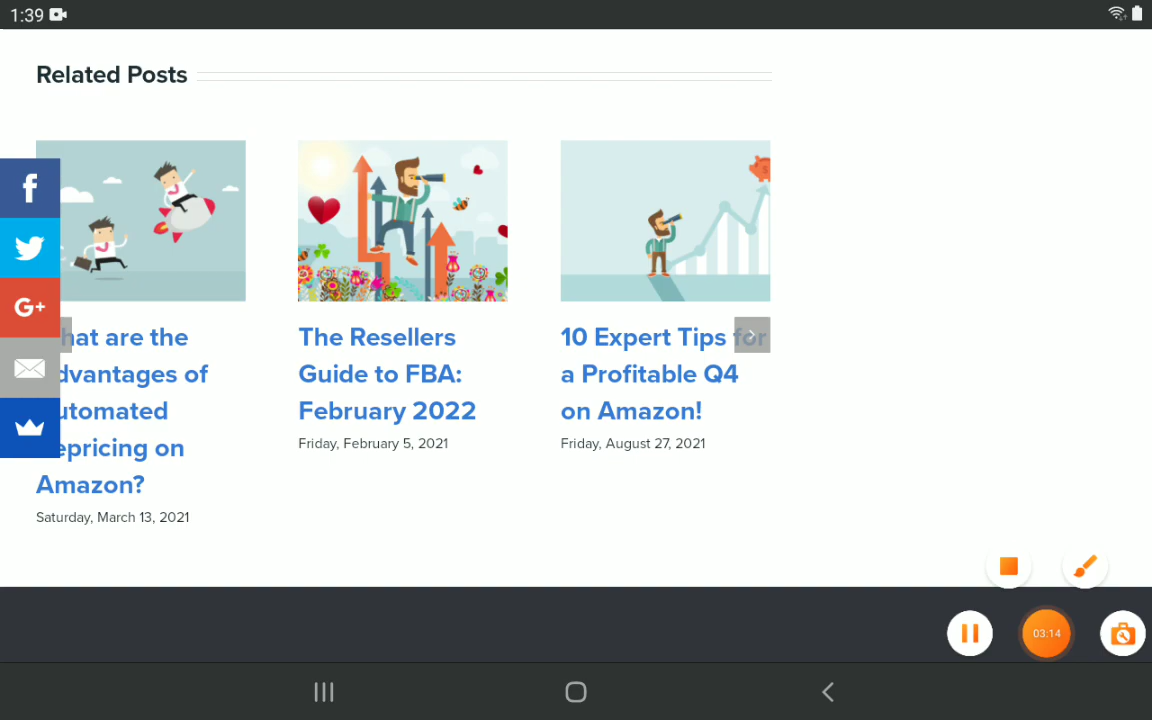 1:39
Related Posts
f
G+
hat are the
dvantages of
utomated
epricing on
Amazon?
Saturday, March 13, 2021
The Resellers
Guide to FBA:
February 2022
Friday, February 5, 2021
10 Expert Tips for
a Profitable Q4
on Amazon!
Friday, August 27, 2021
$
03:14